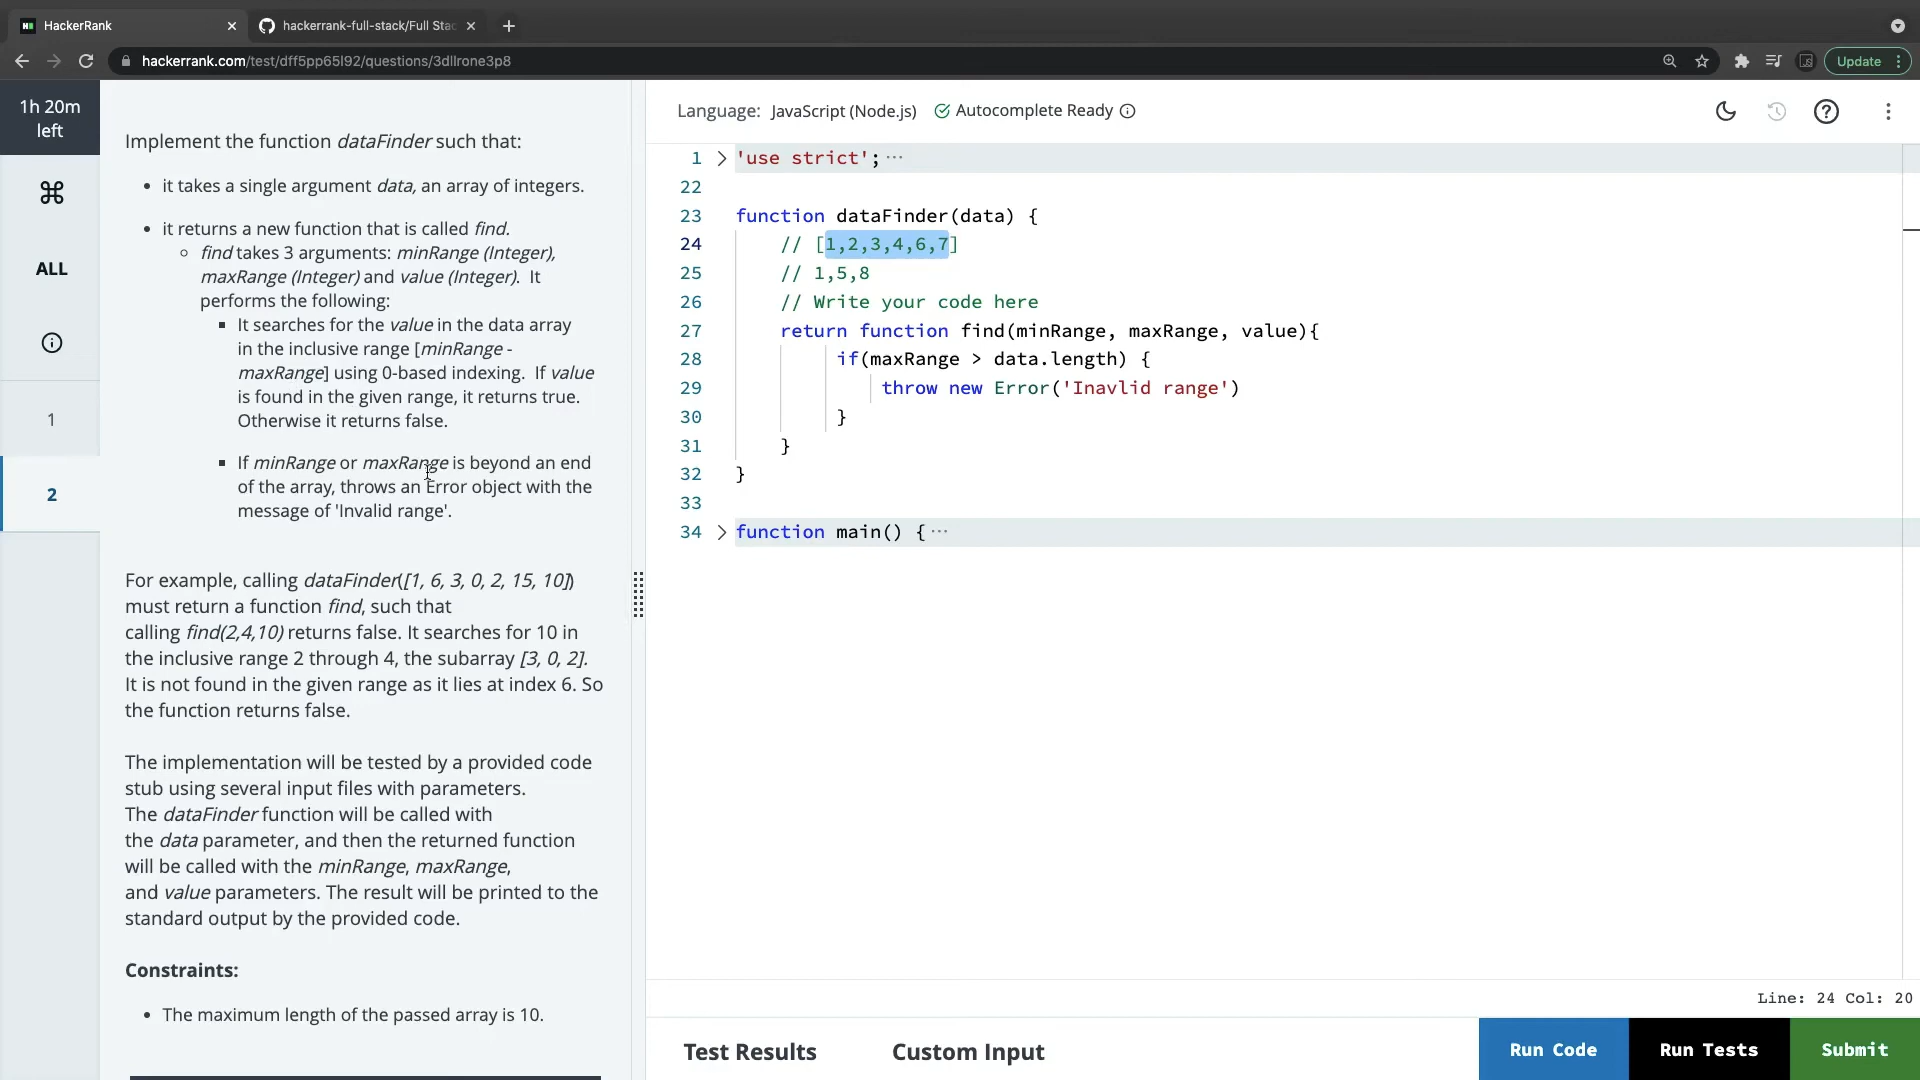 HackerRank
hackerrank-full-stack/Full Stac
hackerrank.com/test/dff5pp65l92/questions/3dllrone3p8
Update
1h 20m
left
ALL
1
2
Implement the function dataFinder such that:
• it takes a single argument data, an array of integers.
• it returns a new function that is called find.
find takes 3 arguments: minRange (Integer),
maxRange (Integer) and value (Integer). It
performs the following:
It searches for the value in the data array
in the inclusive range [minRange -
maxRange] using 0-based indexing. If value
is found in the given range, it returns true.
Otherwise it returns false.
If minRange or maxRange is beyond an end
of the array, throws an Error object with the
message of 'Invalid range'.
For example, calling dataFinder([1, 6, 3, 0, 2, 15, 10])
must return a function find, such that
calling find(2,4,10) returns false. It searches for 10 in
the inclusive range 2 through 4, the subarray [3, 0, 2].
It is not found in the given range as it lies at index 6. So
the function returns false.
The implementation will be tested by a provided code
stub using several input files with parameters.
The dataFinder function will be called with
the data parameter, and then the returned function
will be called with the minRange, maxRange,
and value parameters. The result will be printed to the
standard output by the provided code.
Constraints:
• The maximum length of the passed array is 10.
Language: JavaScript (Node.js) Autocomplete Ready
1 'use strict'; ···
22
23 function dataFinder(data) {
24 // [1,2,3,4,6,7]
25 // 1,5,8
26 // Write your code here
27 return function find(minRange, maxRange, value){
28 if(maxRange > data.length) {
29 throw new Error('Inavlid range')
30 }
31 }
32 }
33
34 function main() { ···
Line: 24 Col: 20
Test Results Custom Input Run Code Run Tests Submit